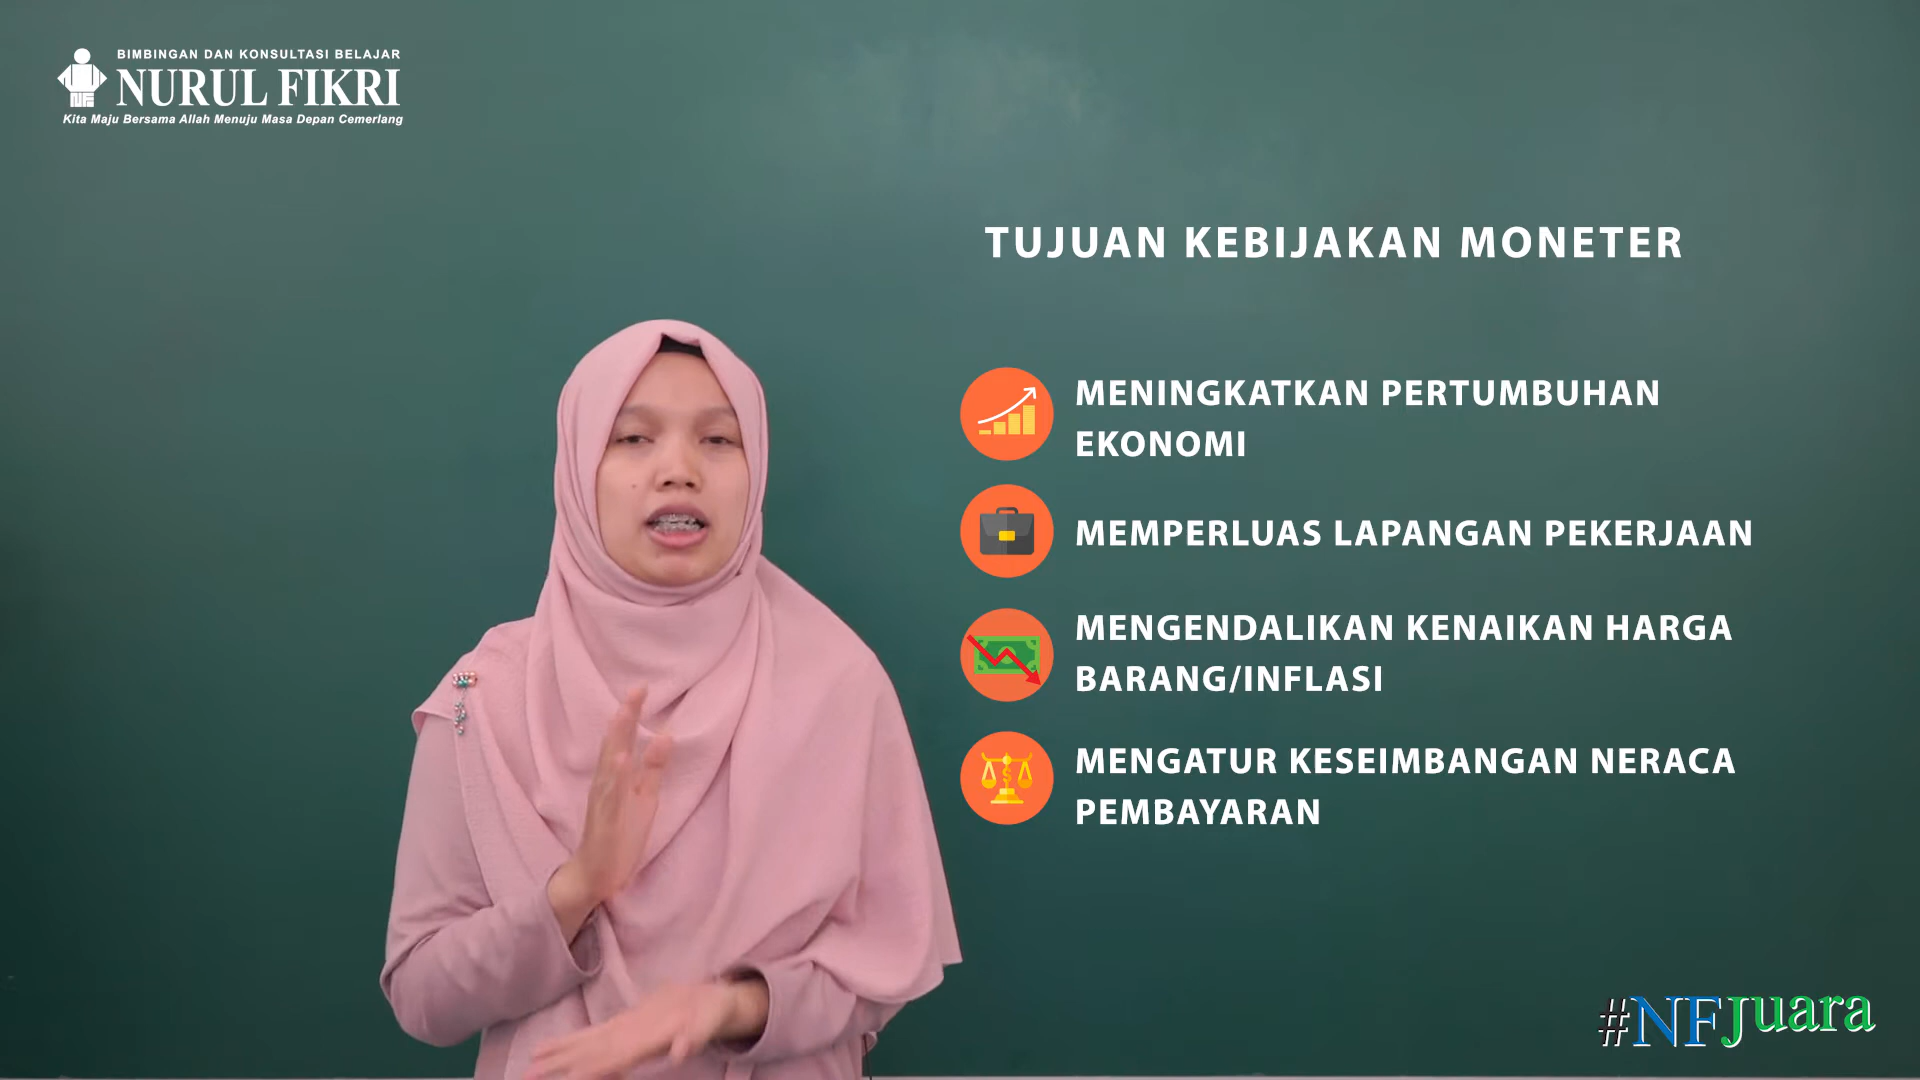 BIMBINGAN DAN KONSULTASI BELAJAR
NURUL FIKRI
NF
Kita Maju Bersama Allah Menuju Masa Depan Cemerlang
TUJUAN KEBIJAKAN MONETER
MENINGKATKAN PERTUMBUHAN
EKONOMI
MEMPERLUAS LAPANGAN PEKERJAAN
MENGENDALIKAN KENAIKAN HARGA
BARANG/INFLASI
MENGATUR KESEIMBANGAN NERACA
PEMBAYARAN
#NFJuara